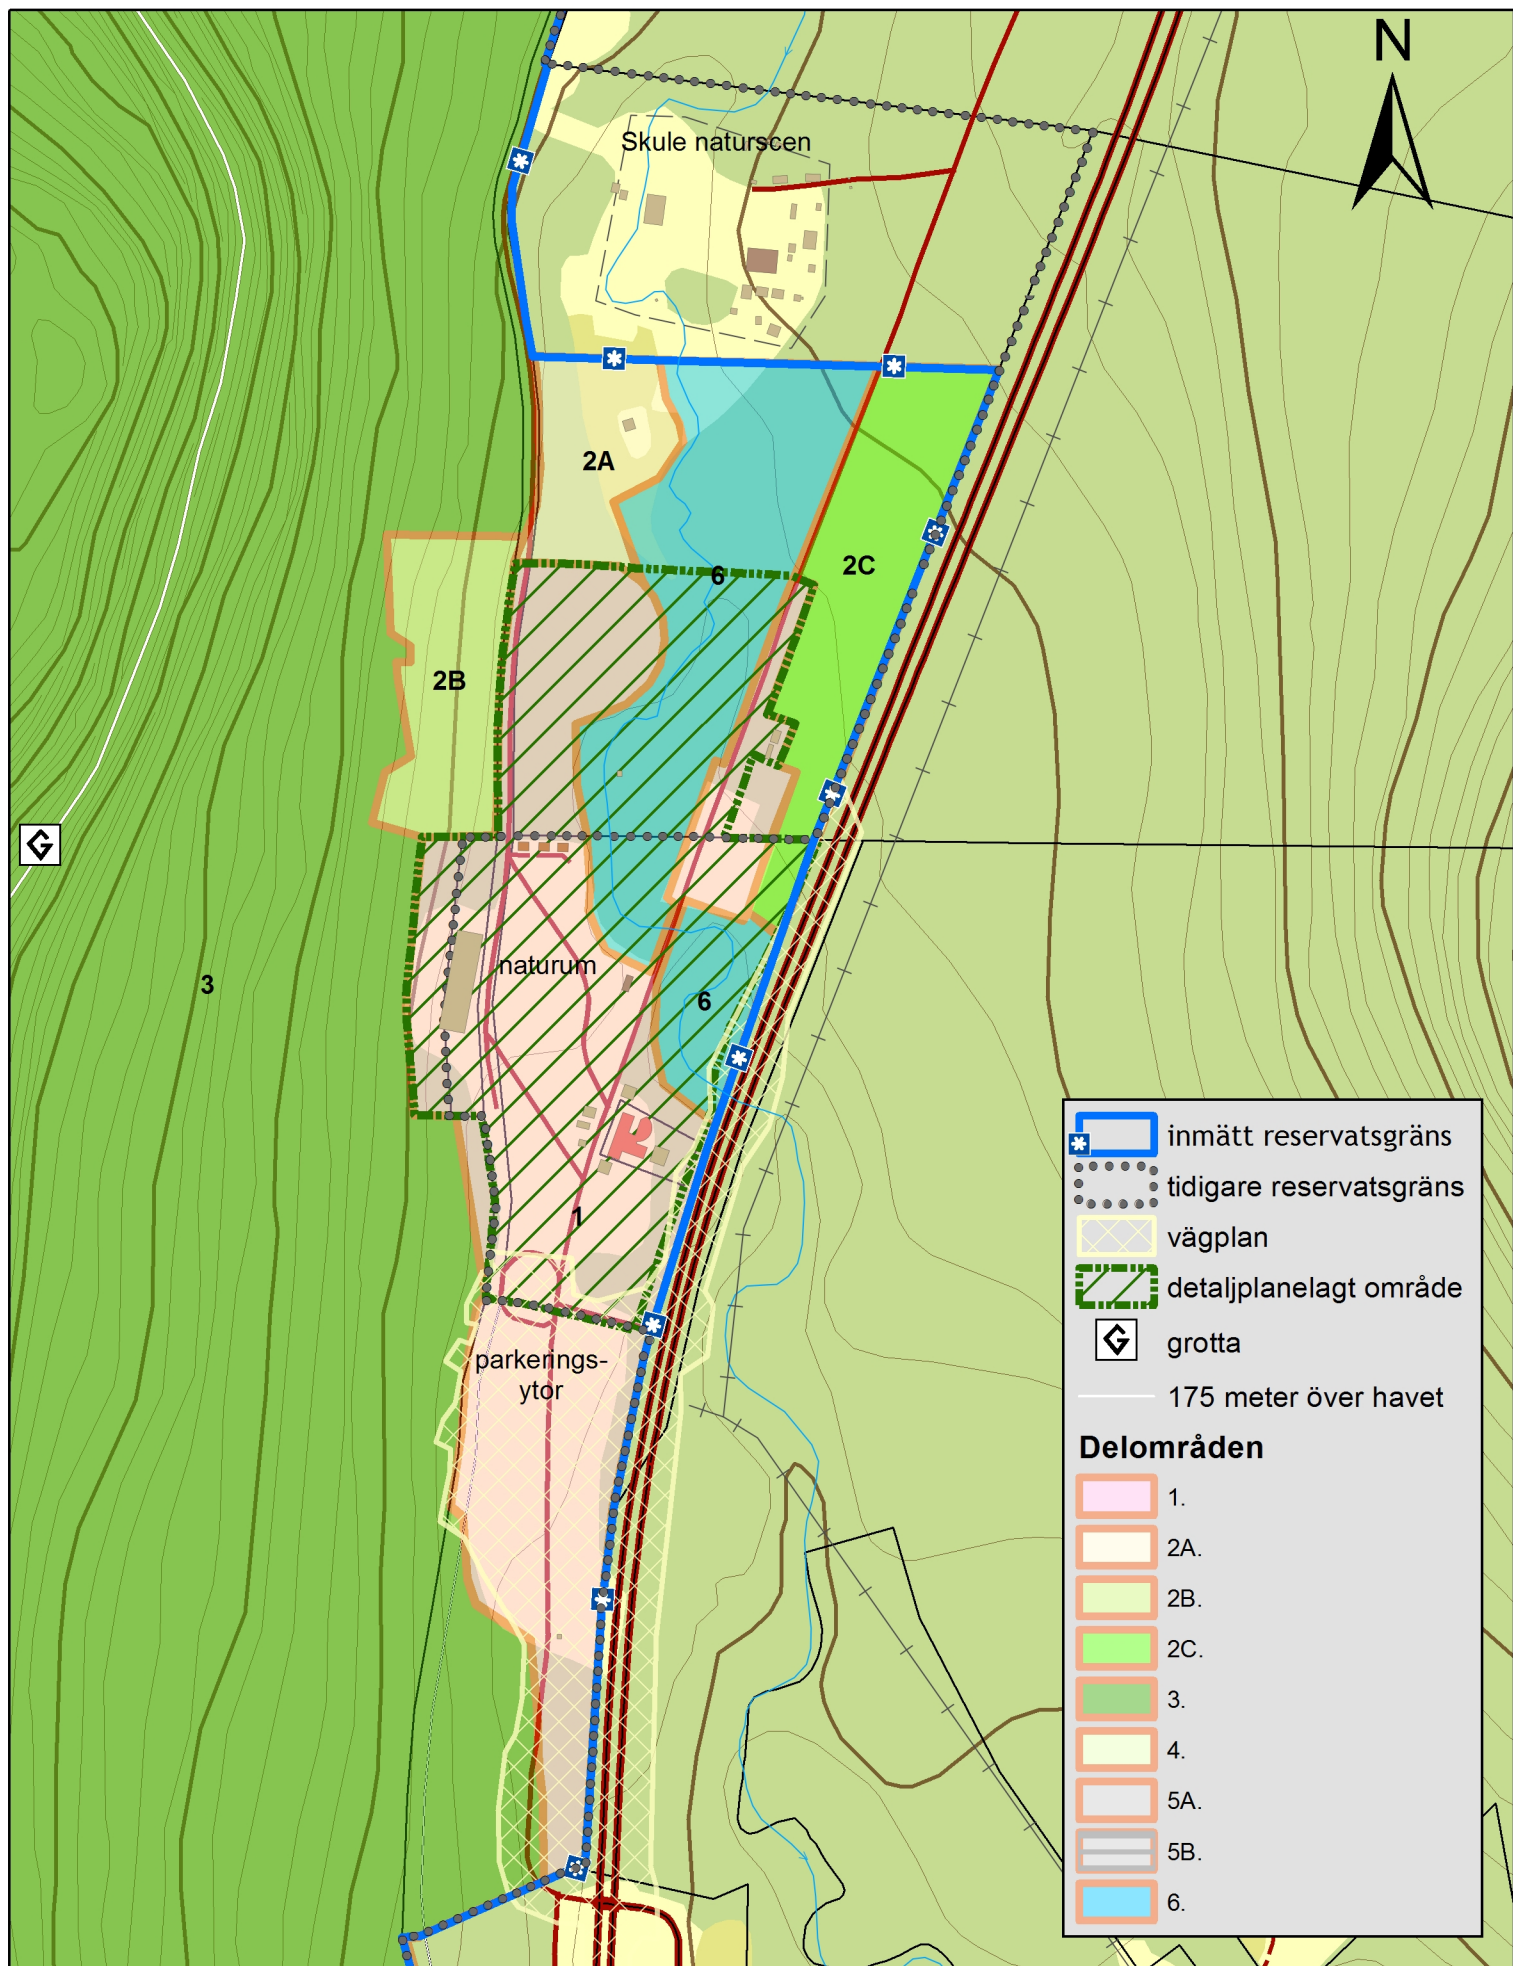 N
Skule naturscen
2A
6
2C
2B
G
3
naturum
6
1
parkerings-
ytor
inmätt reservatsgräns
tidigare reservatsgräns
vägplan
detaljplanelagt område
G
grotta
175 meter över havet
Delområden
1.
2A.
2B.
2C.
3.
4.
5A.
5B.
6.